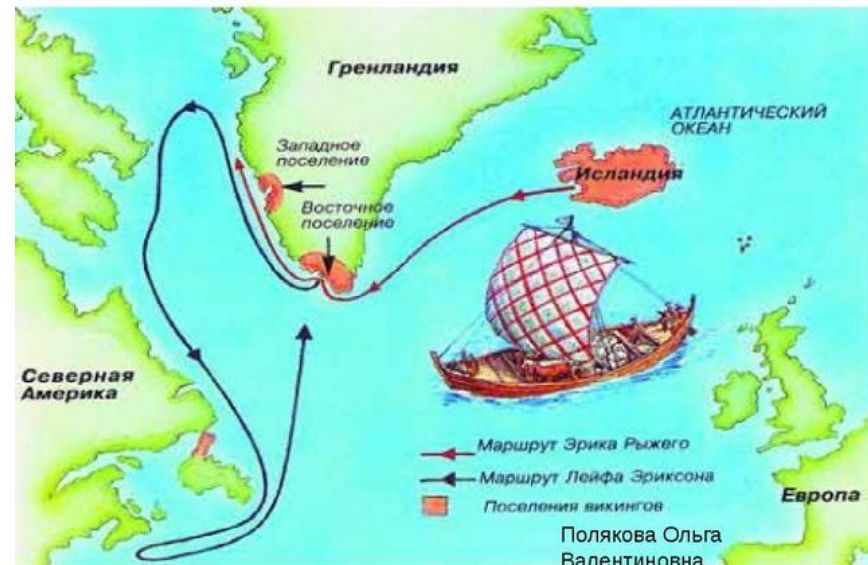 Гренландия
АТЛАНТИЧЕСКИЙ
ОКЕАН
Западное
поселение
Исландия
Восточное
поселение
Северная
Америка
Маршрут Эрика Рыжего
Маршрут Лейфа Эриксона
Поселения викингов
Европа
Полякова Ольга
Валентиновна